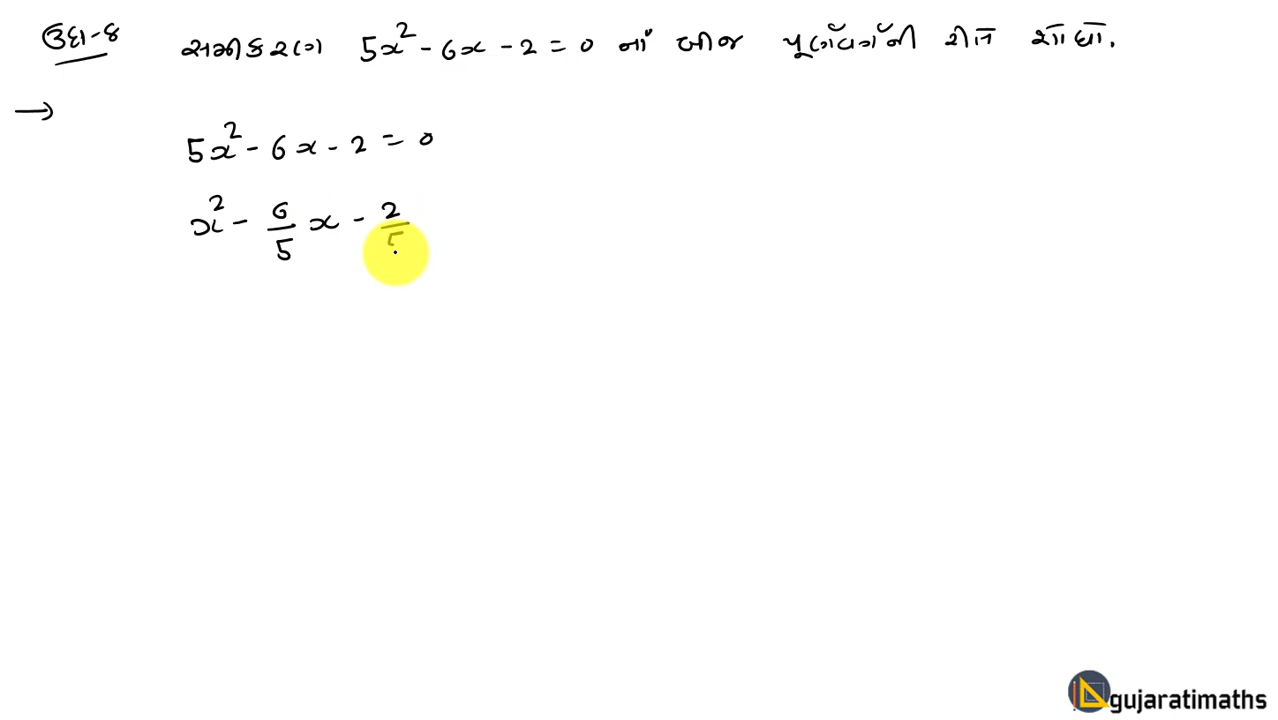 ઉદા-૮ સમીકરણ 5x² - 6x - 2 = 0 નાં બીજ પૂર્ણવર્ગની રીતે શોધો.
→
5x² - 6x - 2 = 0
x² - 6/5 x - 2/5
gujaratimaths